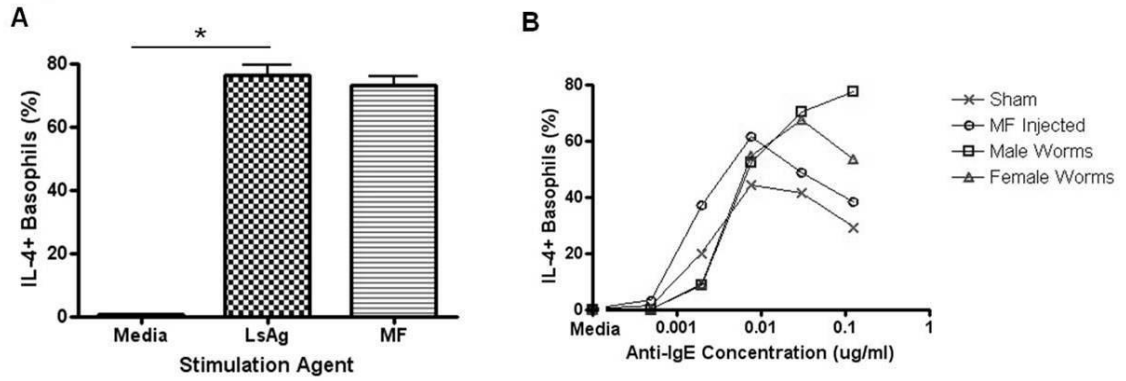 A
*
80
60
40
20
0
IL-4+ Basophils (%)
Media LsAg MF
Stimulation Agent
B
80
60
40
20
0
IL-4+ Basophils (%)
Media 0.001 0.01 0.1 1
Anti-IgE Concentration (ug/ml)
Sham
MF Injected
Male Worms
Female Worms